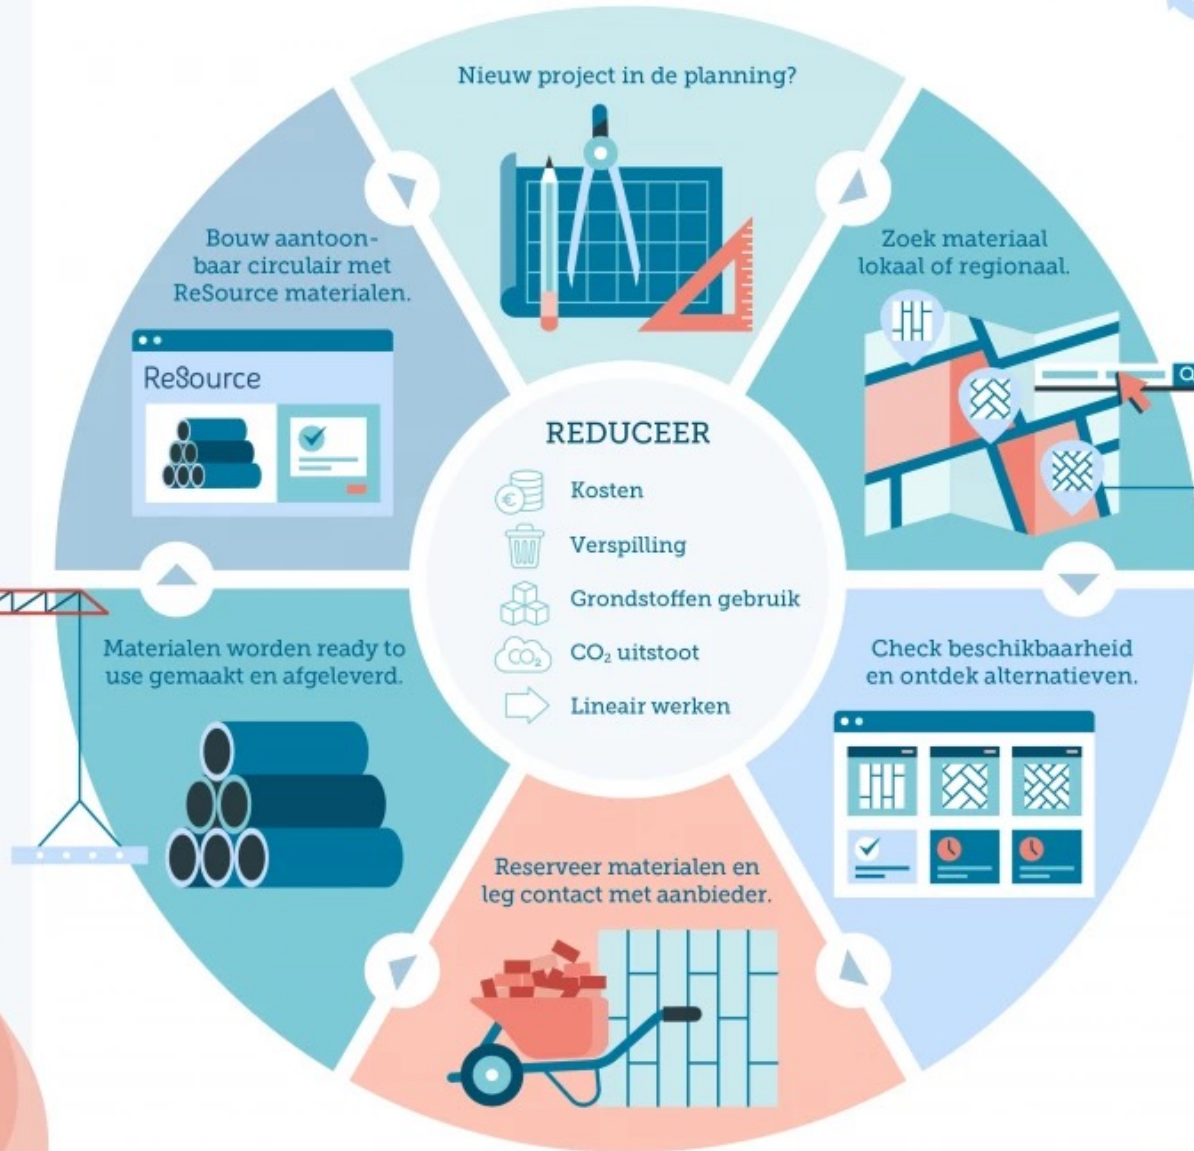 Nieuw project in de planning?
Zoek materiaal
lokaal of regionaal.
Check beschikbaarheid
en ontdek alternatieven.
Reserveer materialen en
leg contact met aanbieder.
Materialen worden ready to
use gemaakt en afgeleverd.
Bouw aantoon-
baar circulair met
ReSource materialen.
ReSource
REDUCEER
Kosten
Verspilling
Grondstoffen gebruik
CO₂
CO₂ uitstoot
Lineair werken